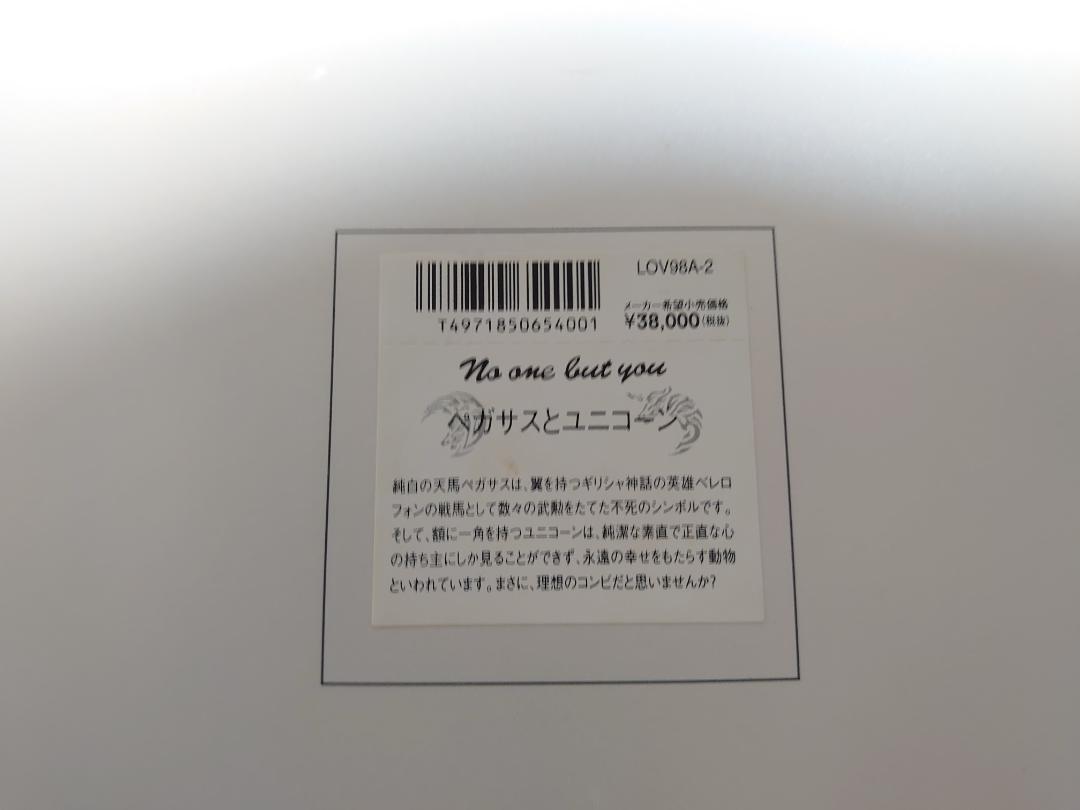 LOV98A-2
メーカー希望小売価格
T4971850654001
¥38,000(税抜)
No one but you
ペガサスとユニコーン
純白の天馬ペガサスは、翼を持つギリシャ神話の英雄ベレロ
フォンの戦馬として数々の武勲をたてた不死のシンボルです。
そして、額に一角を持つユニコーンは、純潔な素直で正直な心
の持ち主にしか見ることができず、永遠の幸せをもたらす動物
といわれています。まさに、理想のコンビだと思いませんか?